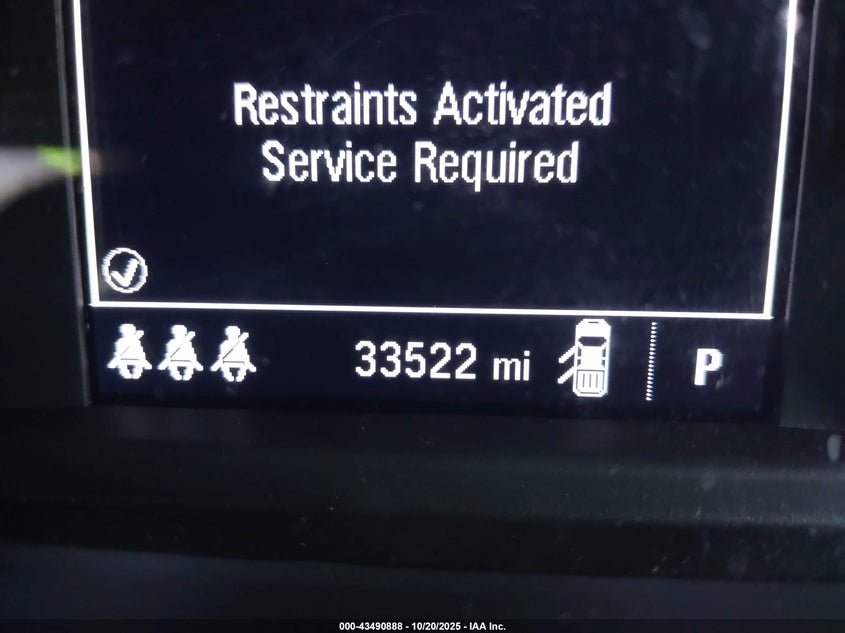 Restraints Activated
Service Required
33522 mi
P
000-43490888 - 10/20/2025 - IAA Inc.